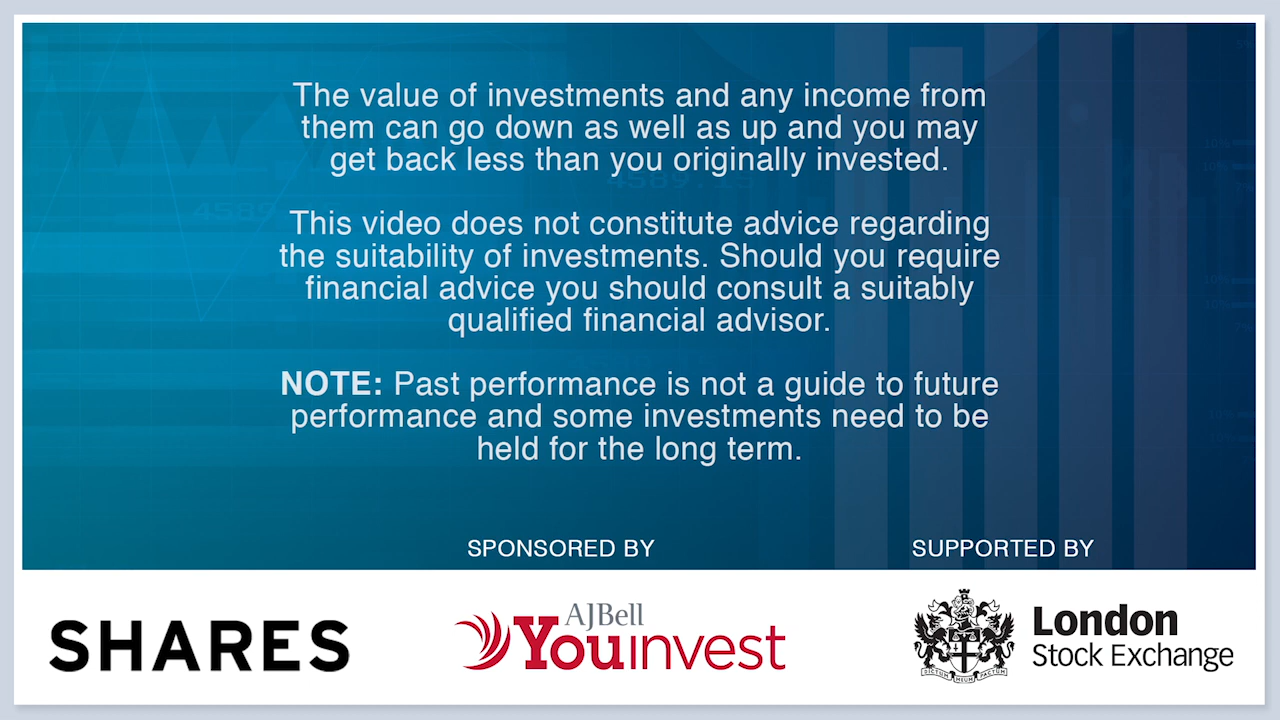 The value of investments and any income from
them can go down as well as up and you may
get back less than you originally invested.
This video does not constitute advice regarding
the suitability of investments. Should you require
financial advice you should consult a suitably
qualified financial advisor.
NOTE: Past performance is not a guide to future
performance and some investments need to be
held for the long term.
SPONSORED BY
SUPPORTED BY
SHARES
AJBell
Youinvest
London
Stock Exchange
DICTUM MEUM PACTUM